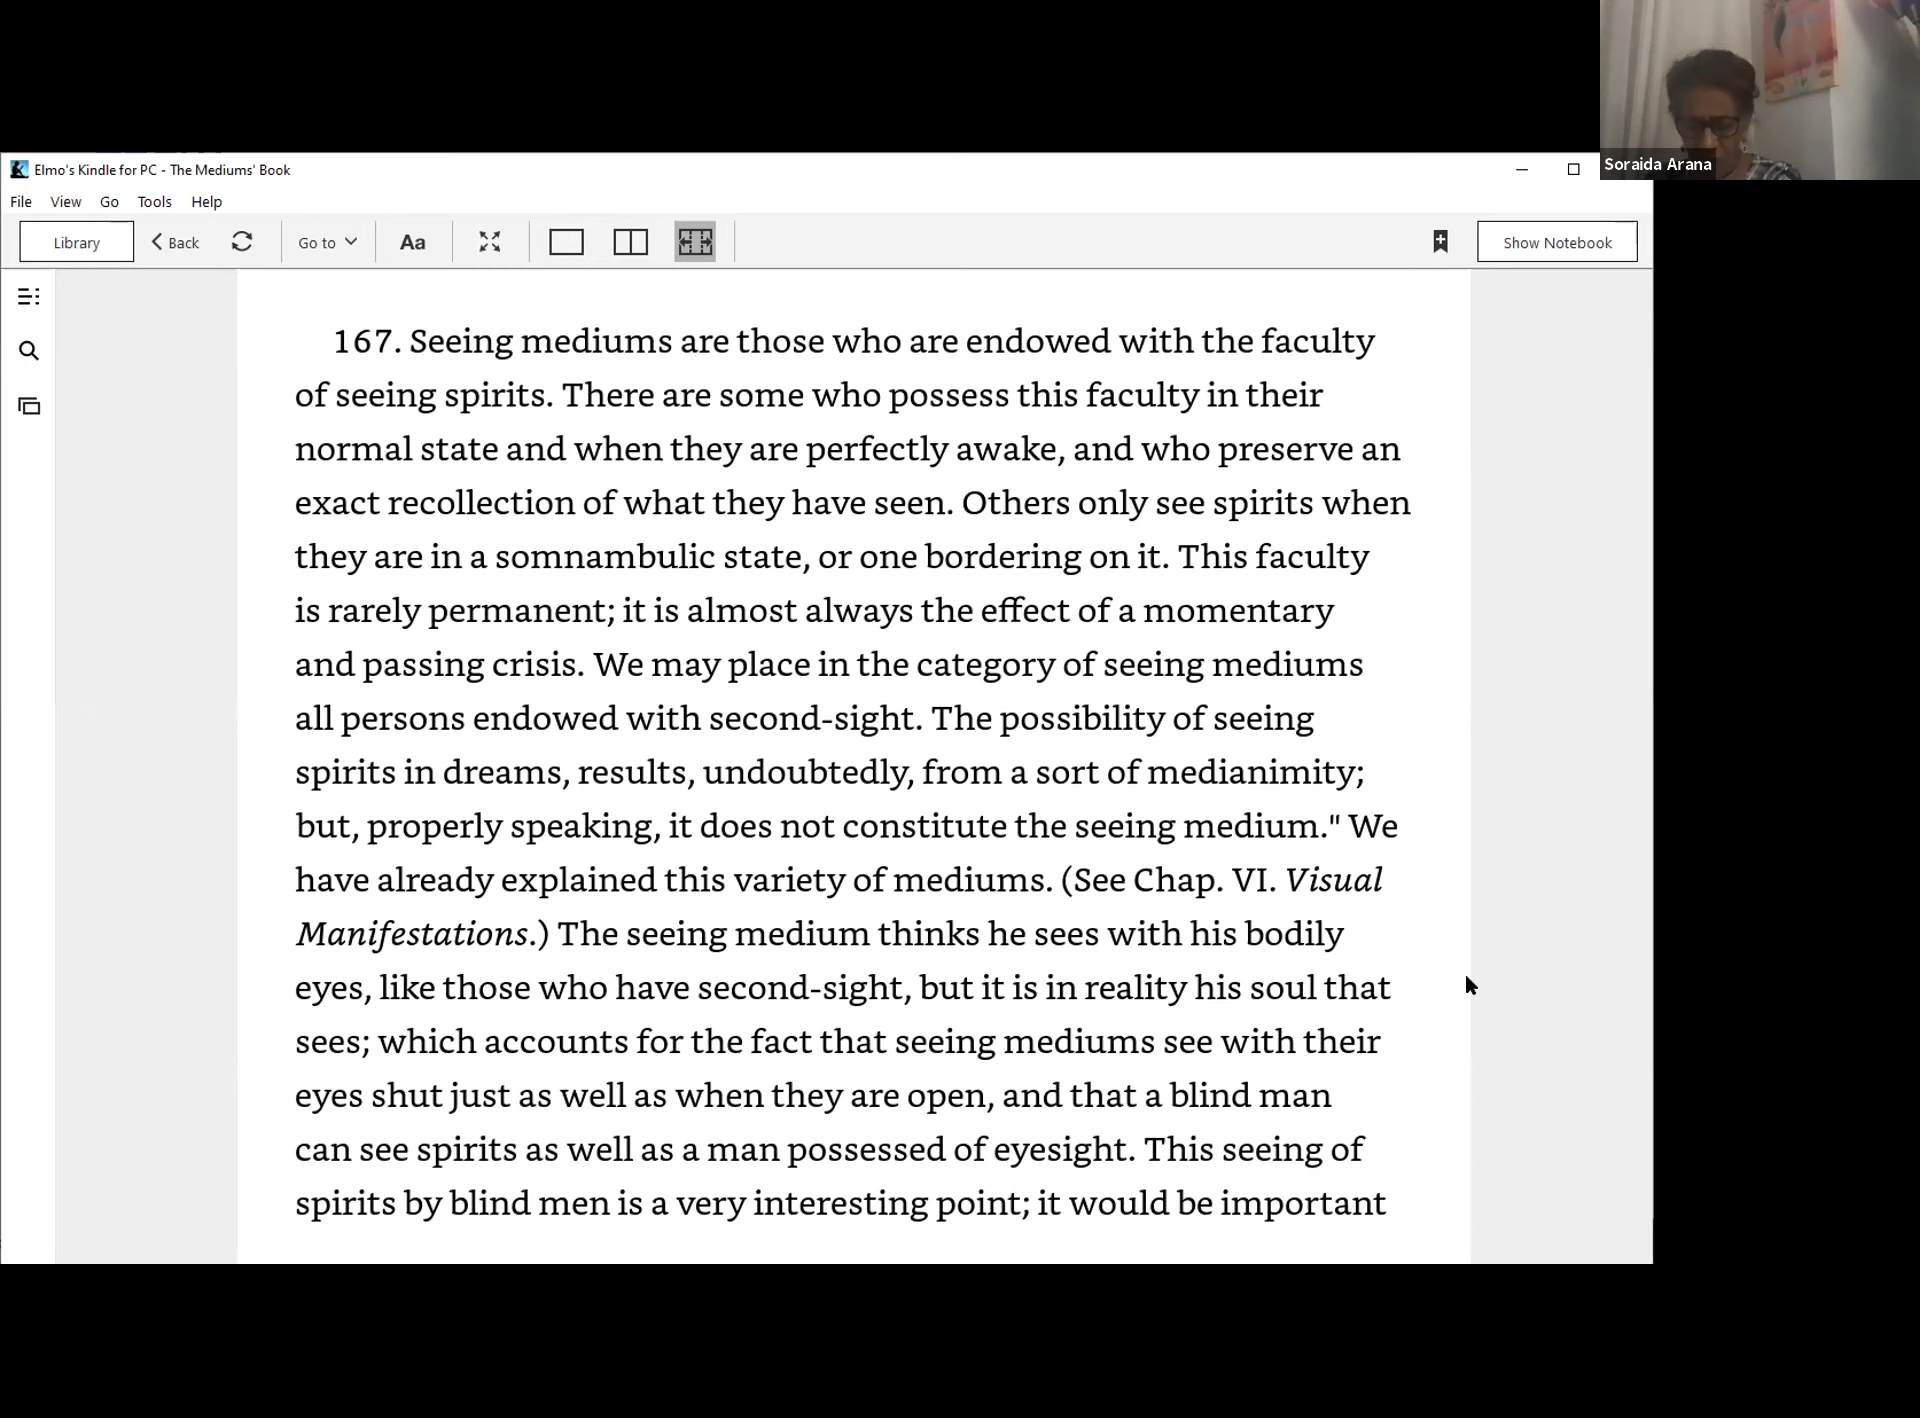 Soraida Arana
Elmo's Kindle for PC - The Mediums' Book
File View Go Tools Help
Library Back Go to Aa Show Notebook
167. Seeing mediums are those who are endowed with the faculty
of seeing spirits. There are some who possess this faculty in their
normal state and when they are perfectly awake, and who preserve an
exact recollection of what they have seen. Others only see spirits when
they are in a somnambulic state, or one bordering on it. This faculty
is rarely permanent; it is almost always the effect of a momentary
and passing crisis. We may place in the category of seeing mediums
all persons endowed with second-sight. The possibility of seeing
spirits in dreams, results, undoubtedly, from a sort of medianimity;
but, properly speaking, it does not constitute the seeing medium." We
have already explained this variety of mediums. (See Chap. VI. Visual
Manifestations.) The seeing medium thinks he sees with his bodily
eyes, like those who have second-sight, but it is in reality his soul that
sees; which accounts for the fact that seeing mediums see with their
eyes shut just as well as when they are open, and that a blind man
can see spirits as well as a man possessed of eyesight. This seeing of
spirits by blind men is a very interesting point; it would be important